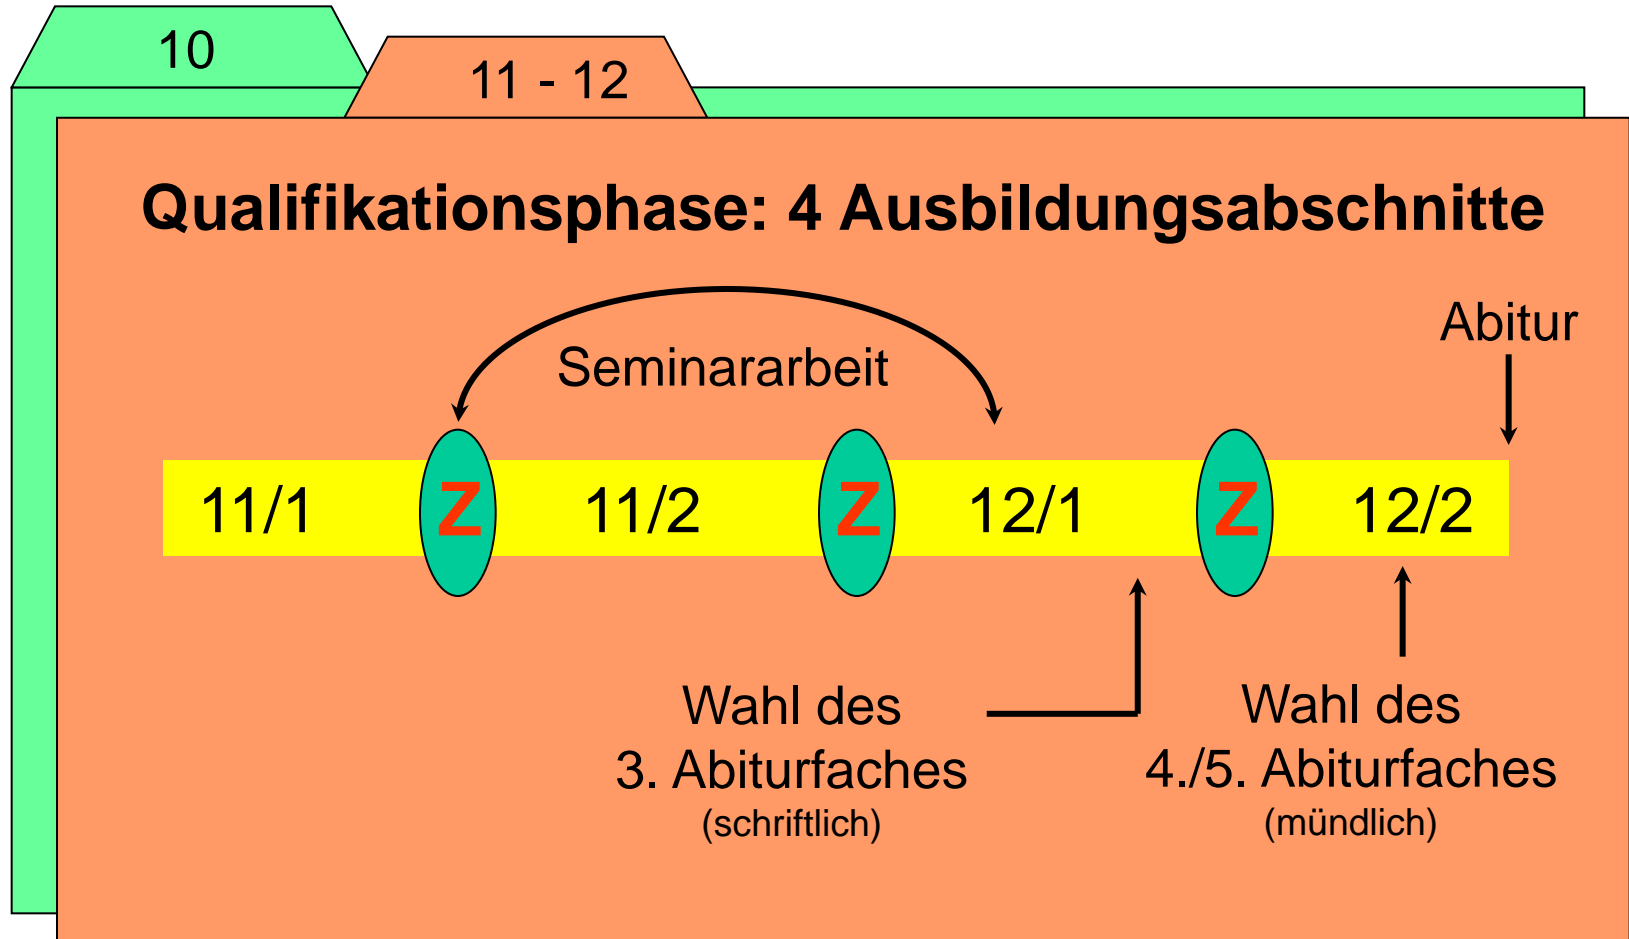 10
11 - 12
Qualifikationsphase: 4 Ausbildungsabschnitte
Abitur
Seminararbeit
11/1 Z 11/2 Z 12/1 Z 12/2
Wahl des
3. Abiturfaches
(schriftlich)
Wahl des
4./5. Abiturfaches
(mündlich)